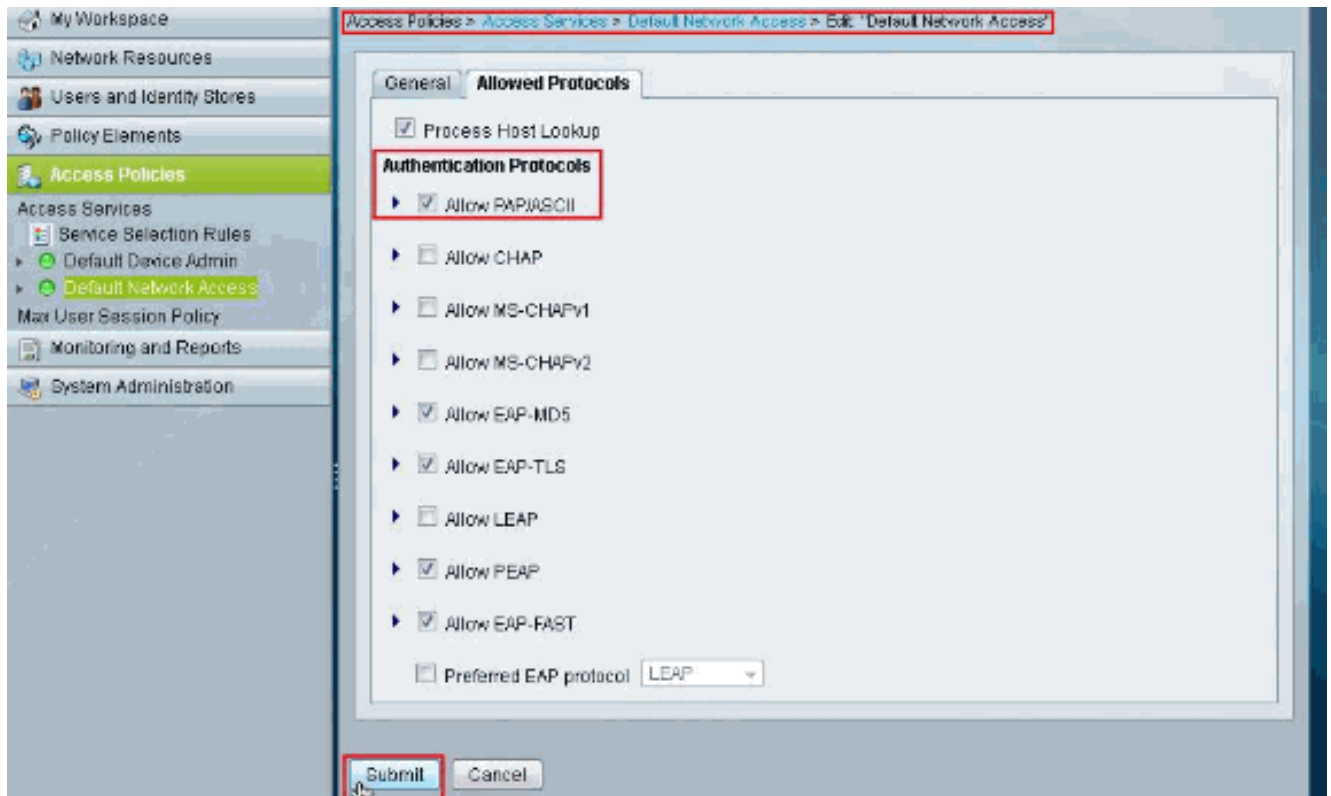 My Workspace
Network Resources
Users and Identity Stores
Policy Elements
Access Policies
Access Services
Service Selection Rules
Default Device Admin
Default Network Access
Max User Session Policy
Monitoring and Reports
System Administration
Access Policies > Access Services > Default Network Access > Edit: "Default Network Access"
General Allowed Protocols
Process Host Lookup
Authentication Protocols
Allow PAP/ASCII
Allow CHAP
Allow MS-CHAPv1
Allow MS-CHAPv2
Allow EAP-MD5
Allow EAP-TLS
Allow LEAP
Allow PEAP
Allow EAP-FAST
Preferred EAP protocol LEAP
Submit Cancel